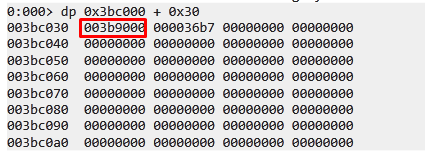 0:000> dp 0x3bc000 + 0x30
003bc030 003b9000 000036b7 00000000 00000000
003bc040 00000000 00000000 00000000 00000000
003bc050 00000000 00000000 00000000 00000000
003bc060 00000000 00000000 00000000 00000000
003bc070 00000000 00000000 00000000 00000000
003bc080 00000000 00000000 00000000 00000000
003bc090 00000000 00000000 00000000 00000000
003bc0a0 00000000 00000000 00000000 00000000